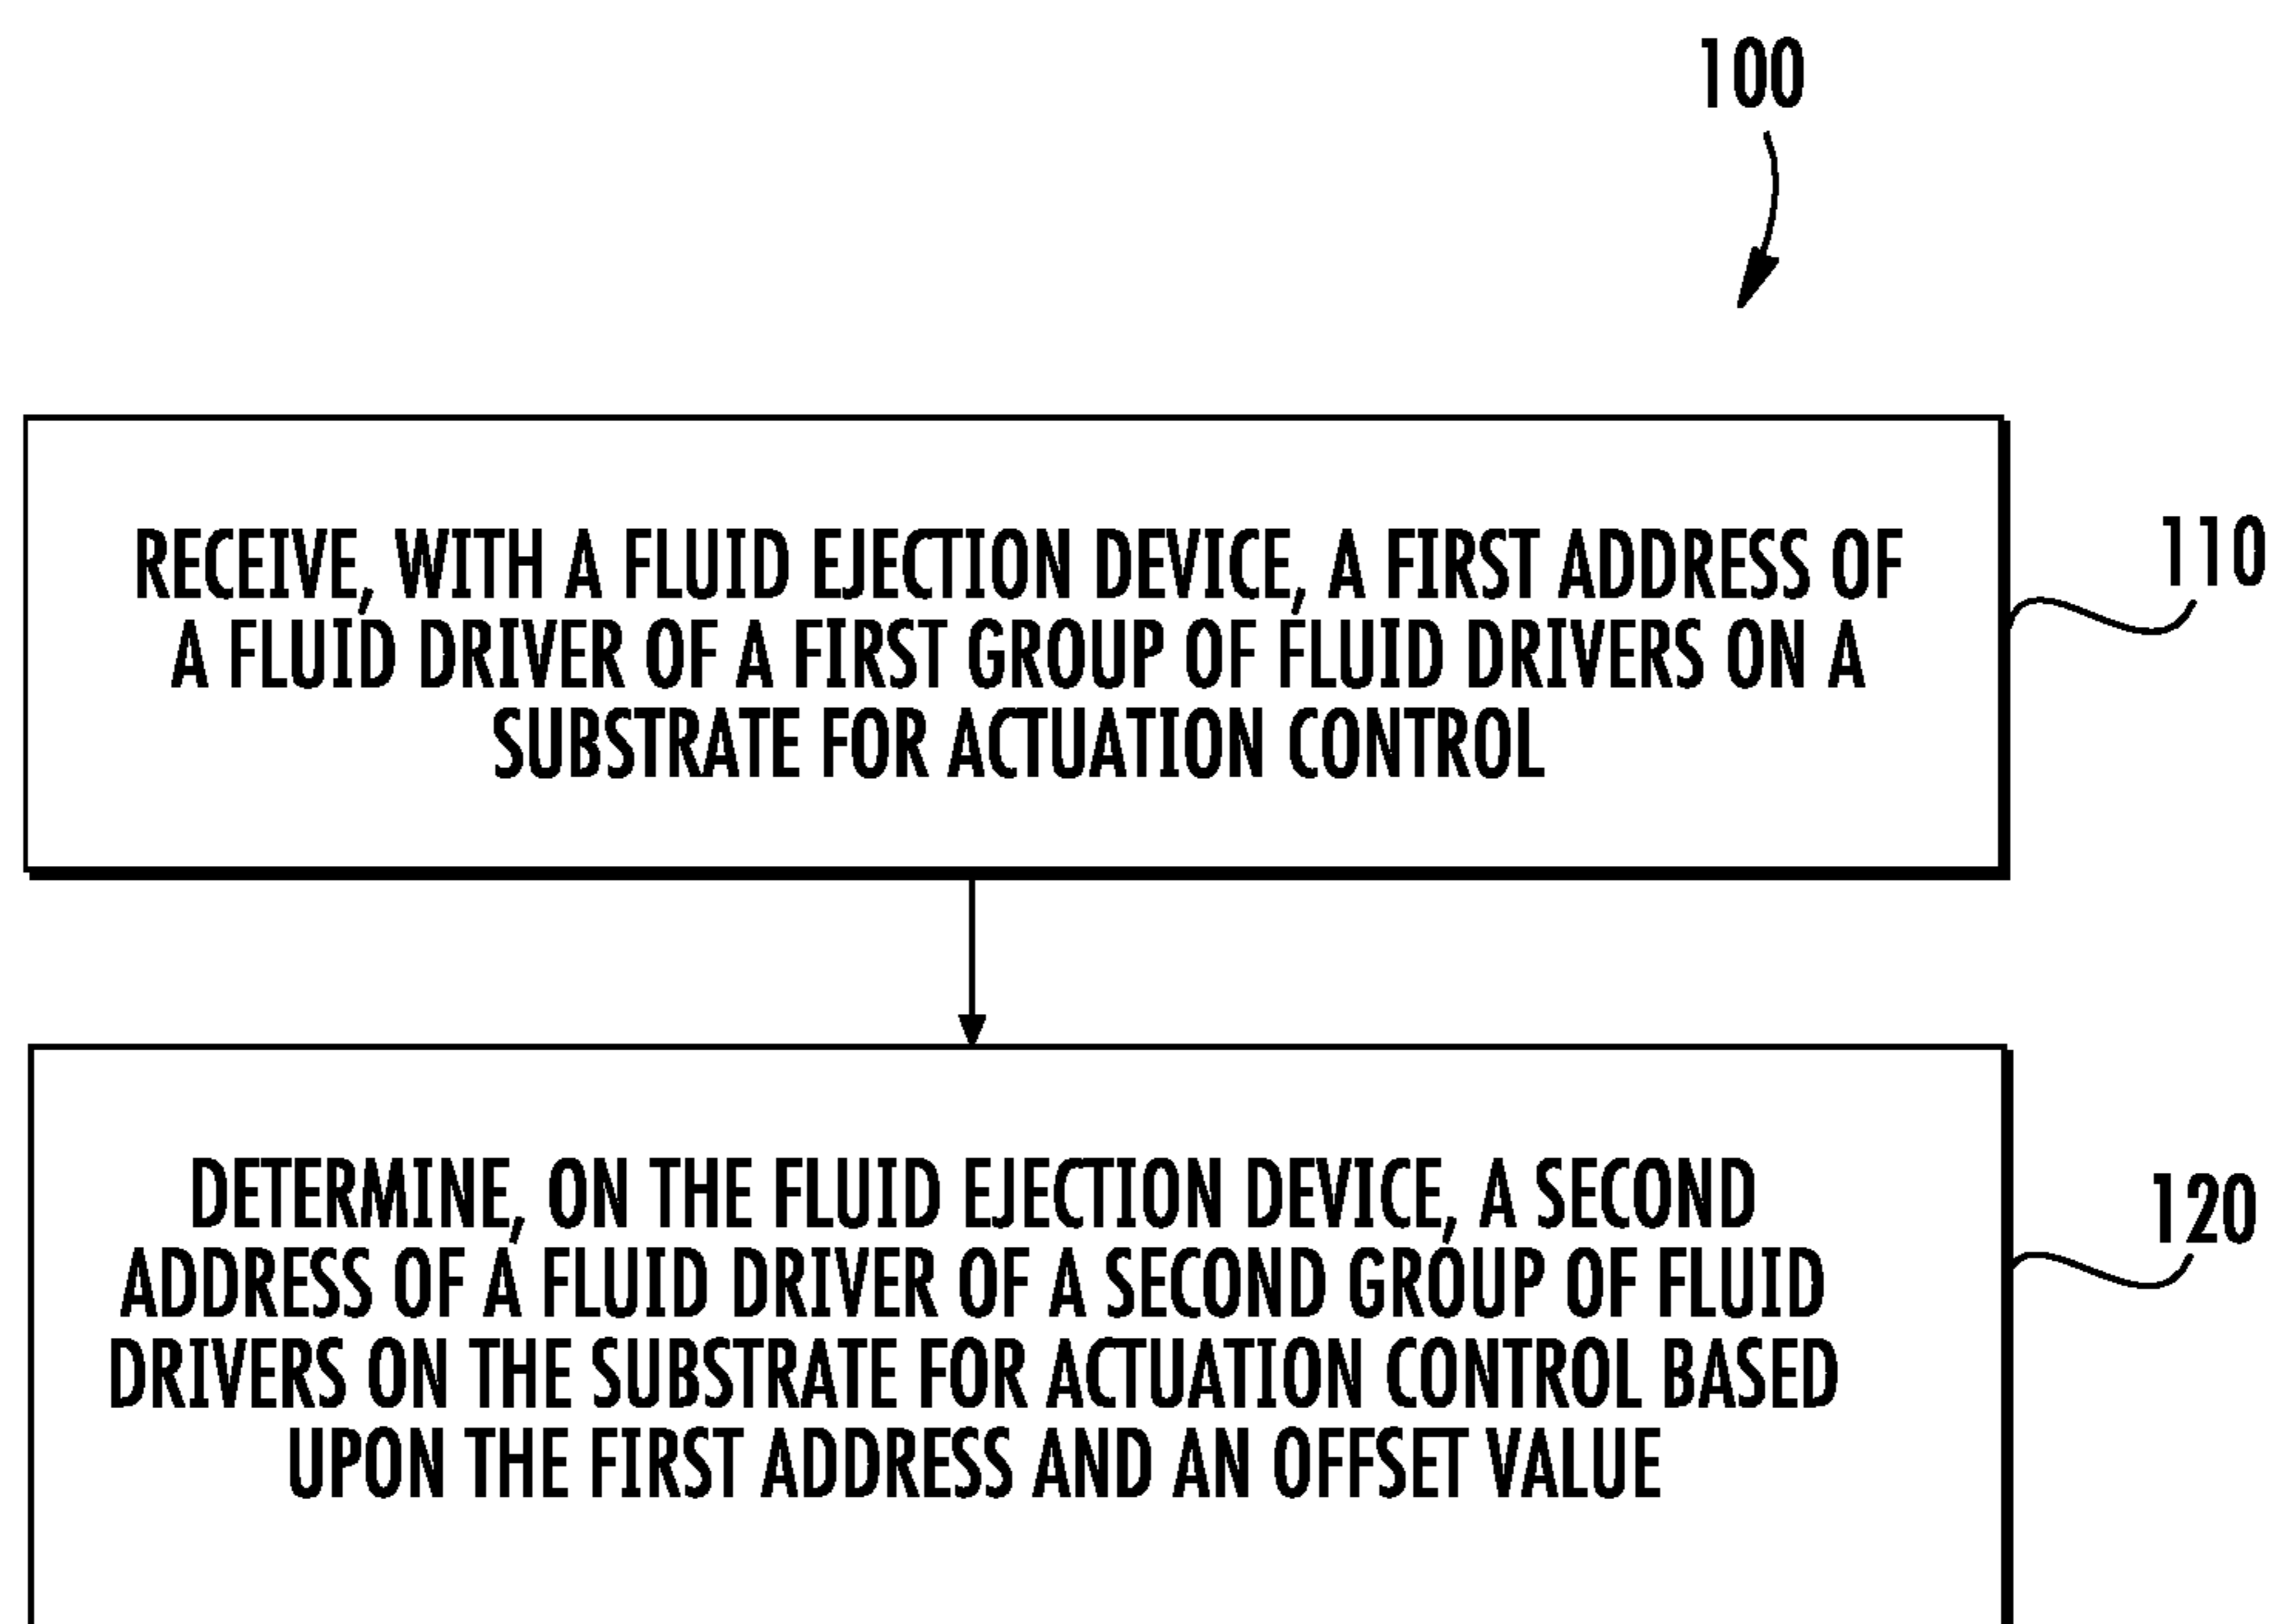 100
RECEIVE, WITH A FLUID EJECTION DEVICE, A FIRST ADDRESS OF
A FLUID DRIVER OF A FIRST GROUP OF FLUID DRIVERS ON A
SUBSTRATE FOR ACTUATION CONTROL
110
DETERMINE, ON THE FLUID EJECTION DEVICE, A SECOND
ADDRESS OF A FLUID DRIVER OF A SECOND GROUP OF FLUID
DRIVERS ON THE SUBSTRATE FOR ACTUATION CONTROL BASED
UPON THE FIRST ADDRESS AND AN OFFSET VALUE
120